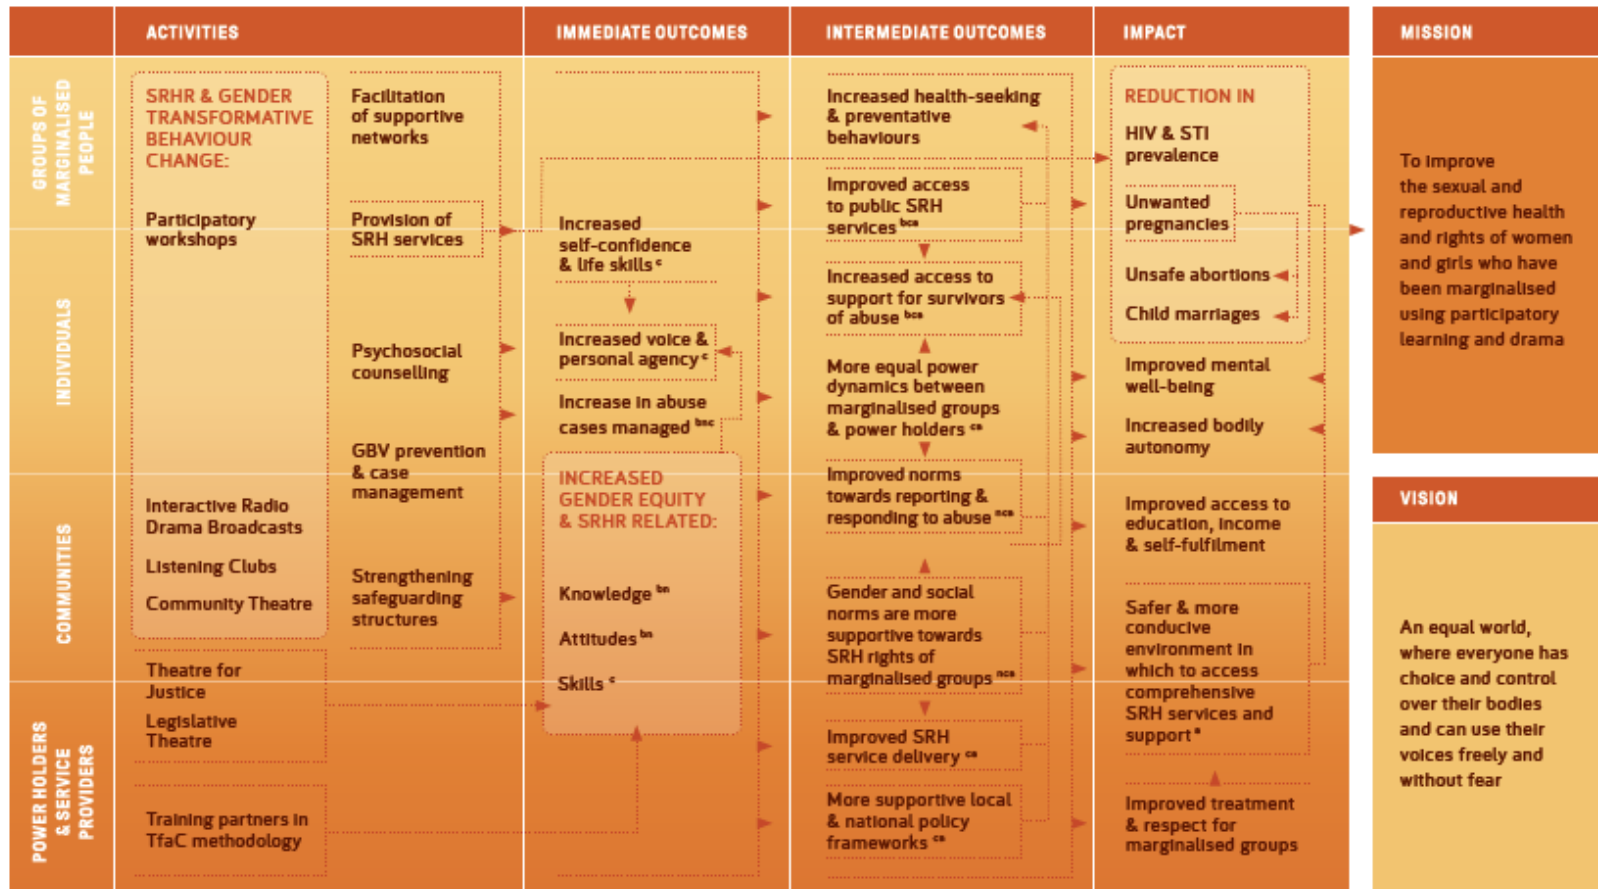 ACTIVITIES
IMMEDIATE OUTCOMES
INTERMEDIATE OUTCOMES
IMPACT
MISSION
GROUPS OF
MARGINALISED
PEOPLE
INDIVIDUALS
COMMUNITIES
POWER HOLDERS
& SERVICE
PROVIDERS
SRHR & GENDER
TRANSFORMATIVE
BEHAVIOUR
CHANGE:
Participatory
workshops
Interactive Radio
Drama Broadcasts
Listening Clubs
Community Theatre
Theatre for
Justice
Legislative
Theatre
Training partners in
TfaC methodology
Facilitation
of supportive
networks
Provision of
SRH services
Psychosocial
counselling
GBV prevention
& case
management
Strengthening
safeguarding
structures
Increased
self-confidence
& life skills c
Increased voice &
personal agency c
Increase in abuse
cases managed bnc
INCREASED
GENDER EQUITY
& SRHR RELATED:
Knowledge bn
Attitudes bn
Skills c
Increased health-seeking
& preventative
behaviours
Improved access
to public SRH
services bca
Increased access to
support for survivors
of abuse bca
More equal power
dynamics between
marginalised groups
& power holders ca
Improved norms
towards reporting &
responding to abuse nca
Gender and social
norms are more
supportive towards
SRH rights of
marginalised groups nca
Improved SRH
service delivery ca
More supportive local
& national policy
frameworks ca
REDUCTION IN
HIV & STI
prevalence
Unwanted
pregnancies
Unsafe abortions
Child marriages
Improved mental
well-being
Increased bodily
autonomy
Improved access to
education, income
& self-fulfilment
Safer & more
conducive
environment in
which to access
comprehensive
SRH services and
support a
Improved treatment
& respect for
marginalised groups
To improve
the sexual and
reproductive health
and rights of women
and girls who have
been marginalised
using participatory
learning and drama
VISION
An equal world,
where everyone has
choice and control
over their bodies
and can use their
voices freely and
without fear